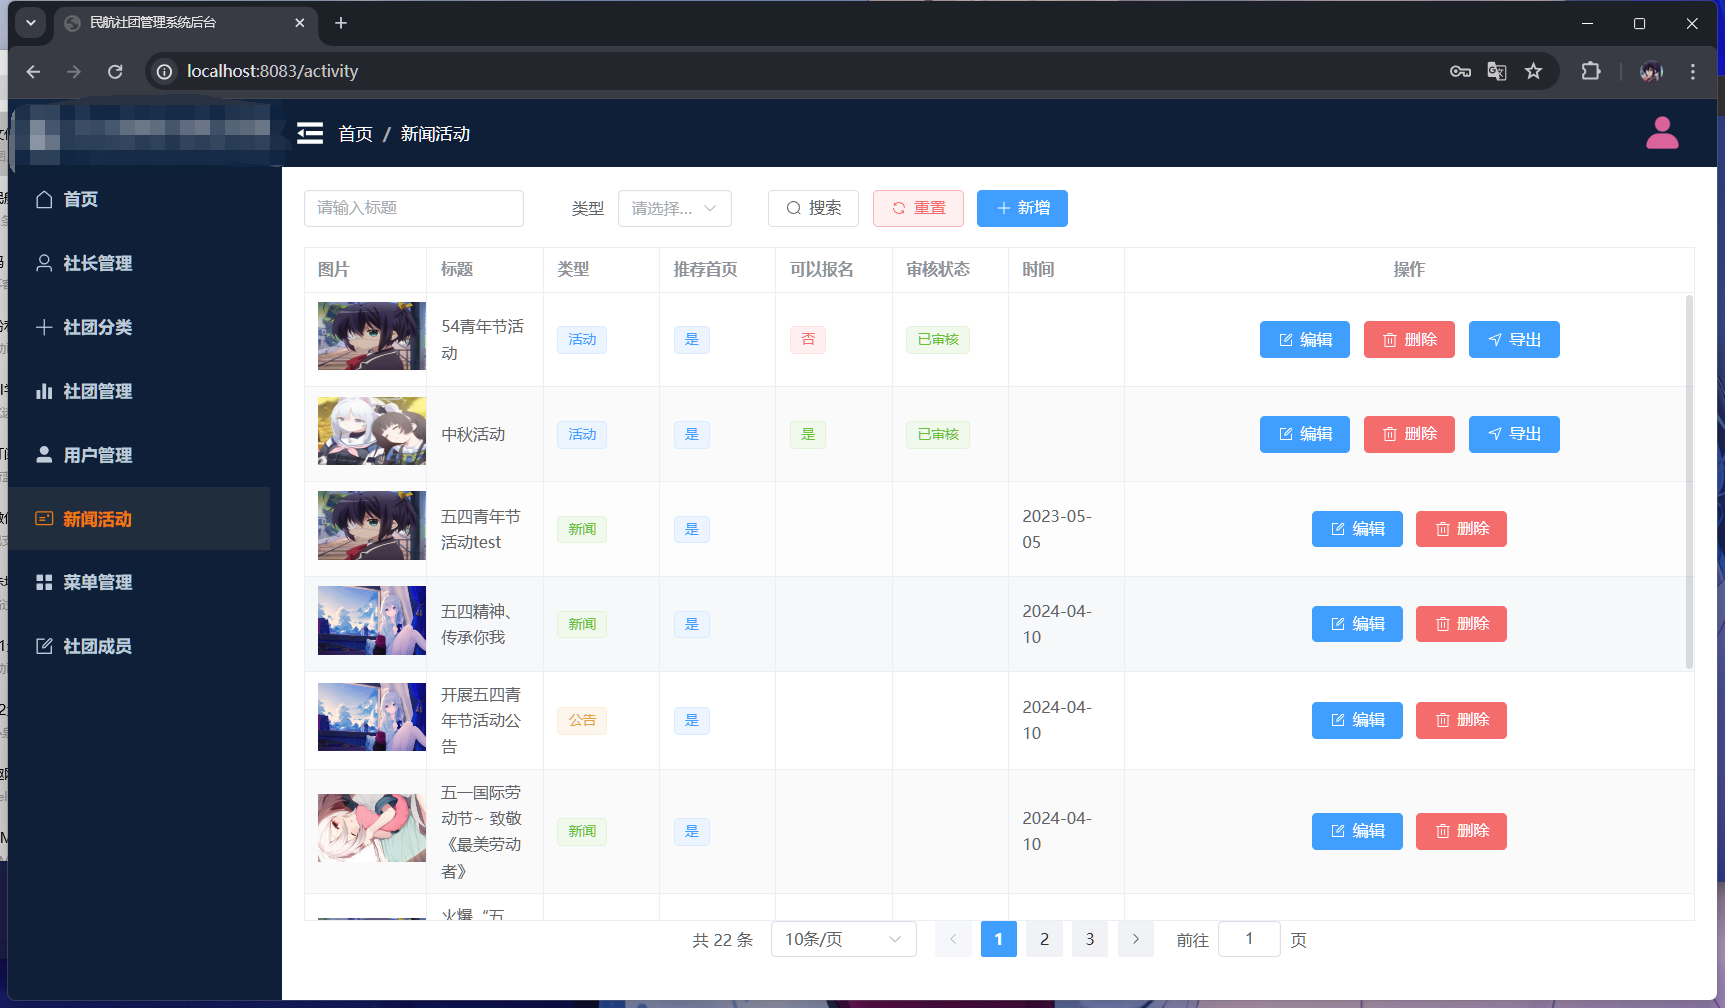 民航社团管理系统后台
localhost:8083/activity
首页 / 新闻活动
首页
社长管理
社团分类
社团管理
用户管理
新闻活动
菜单管理
社团成员
请输入标题 类型 请选择... 搜索 重置 新增
图片 标题 类型 推荐首页 可以报名 审核状态 时间 操作
54青年节活
动
活动 是 否 已审核 编辑 删除 导出
中秋活动 活动 是 是 已审核 编辑 删除 导出
五四青年节
活动test
新闻 是
2023-05-
05
编辑 删除
五四精神、
传承你我
新闻 是
2024-04-
10
编辑 删除
开展五四青
年节活动公
告
公告 是
2024-04-
10
编辑 删除
五一国际劳
动节~ 致敬
《最美劳动
者》
新闻 是
2024-04-
10
编辑 删除
火爆“五
共 22 条 10条/页 1 2 3 前往 1 页